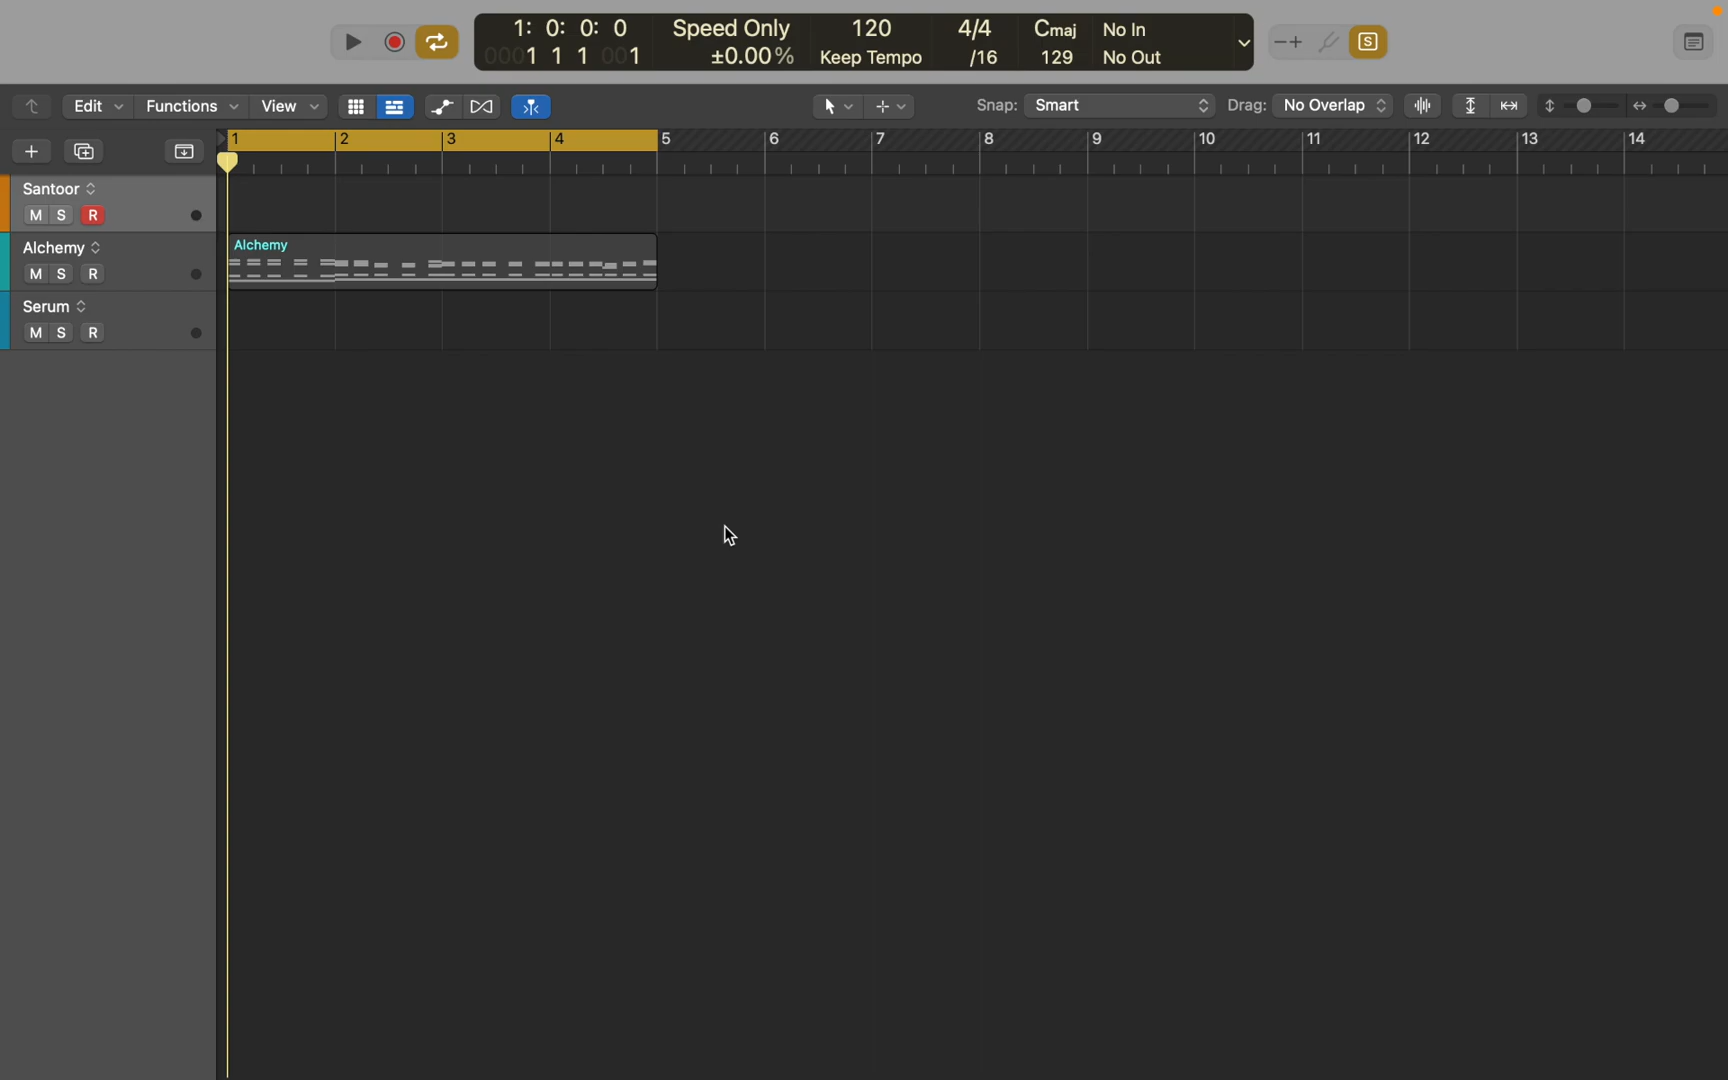 1: 0: 0: 0 Speed Only 120 4/4 Cmaj No In
0001 1 1 001 ±0.00% Keep Tempo /16 129 No Out
S
Edit Functions View Snap: Smart Drag: No Overlap
1 2 3 4 5 6 7 8 9 10 11 12 13 14
Santoor
M S R
Alchemy
M S R
Alchemy
Serum
M S R